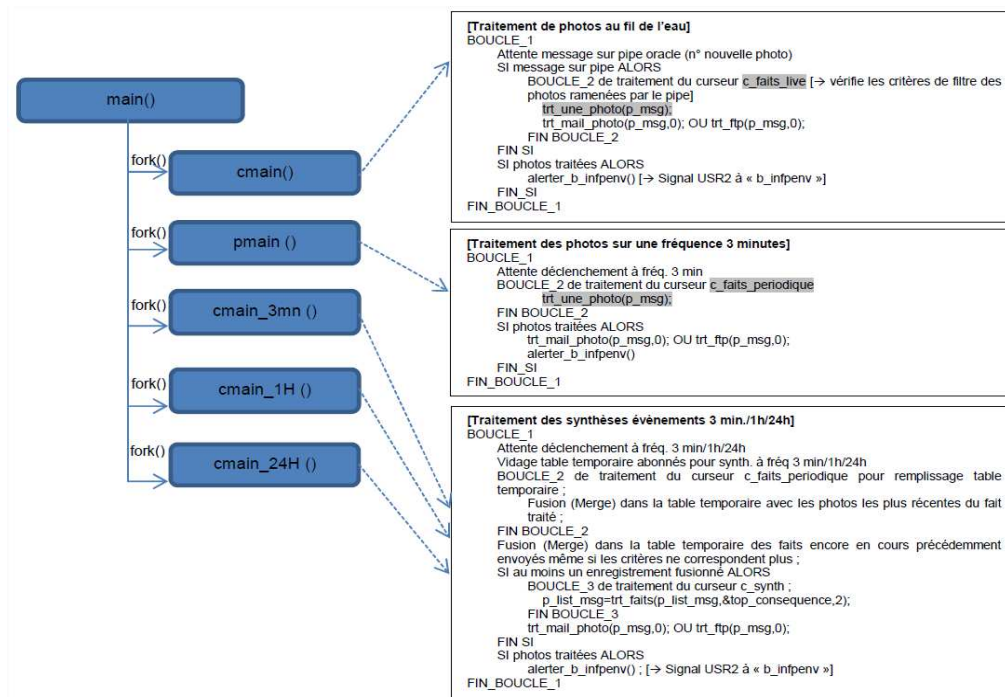 main()
fork()
cmain()
fork()
pmain ()
fork()
cmain_3mn ()
fork()
cmain_1H ()
fork()
cmain_24H ()
[Traitement de photos au fil de l'eau]
BOUCLE_1
Attente message sur pipe oracle (n° nouvelle photo)
SI message sur pipe ALORS
BOUCLE_2 de traitement du curseur c_faits_live [→ vérifie les critères de filtre des
photos ramenées par le pipe]
trt_une_photo(p_msg);
trt_mail_photo(p_msg,0); OU trt_ftp(p_msg,0);
FIN BOUCLE_2
FIN SI
SI photos traitées ALORS
alerter_b_infpenv() [→ Signal USR2 à « b_infpenv »]
FIN_SI
FIN_BOUCLE_1
[Traitement des photos sur une fréquence 3 minutes]
BOUCLE_1
Attente déclenchement à fréq. 3 min
BOUCLE_2 de traitement du curseur c_faits_periodique
trt_une_photo(p_msg);
FIN BOUCLE_2
SI photos traitées ALORS
trt_mail_photo(p_msg,0); OU trt_ftp(p_msg,0);
alerter_b_infpenv()
FIN_SI
FIN_BOUCLE_1
[Traitement des synthèses évènements 3 min./1h/24h]
BOUCLE_1
Attente déclenchement à fréq. 3 min/1h/24h
Vidage table temporaire abonnés pour synth. à fréq 3 min/1h/24h
BOUCLE_2 de traitement du curseur c_faits_periodique pour remplissage table
temporaire ;
Fusion (Merge) dans la table temporaire avec les photos les plus récentes du fait
traité ;
FIN BOUCLE_2
Fusion (Merge) dans la table temporaire des faits encore en cours précédemment
envoyés même si les critères ne correspondent plus ;
SI au moins un enregistrement fusionné ALORS
BOUCLE_3 de traitement du curseur c_synth ;
p_list_msg=trt_faits(p_list_msg,&top_consequence,2);
FIN BOUCLE_3
trt_mail_photo(p_msg,0); OU trt_ftp(p_msg,0);
FIN SI
SI photos traitées ALORS
alerter_b_infpenv() ; [→ Signal USR2 à « b_infpenv »]
FIN_BOUCLE_1